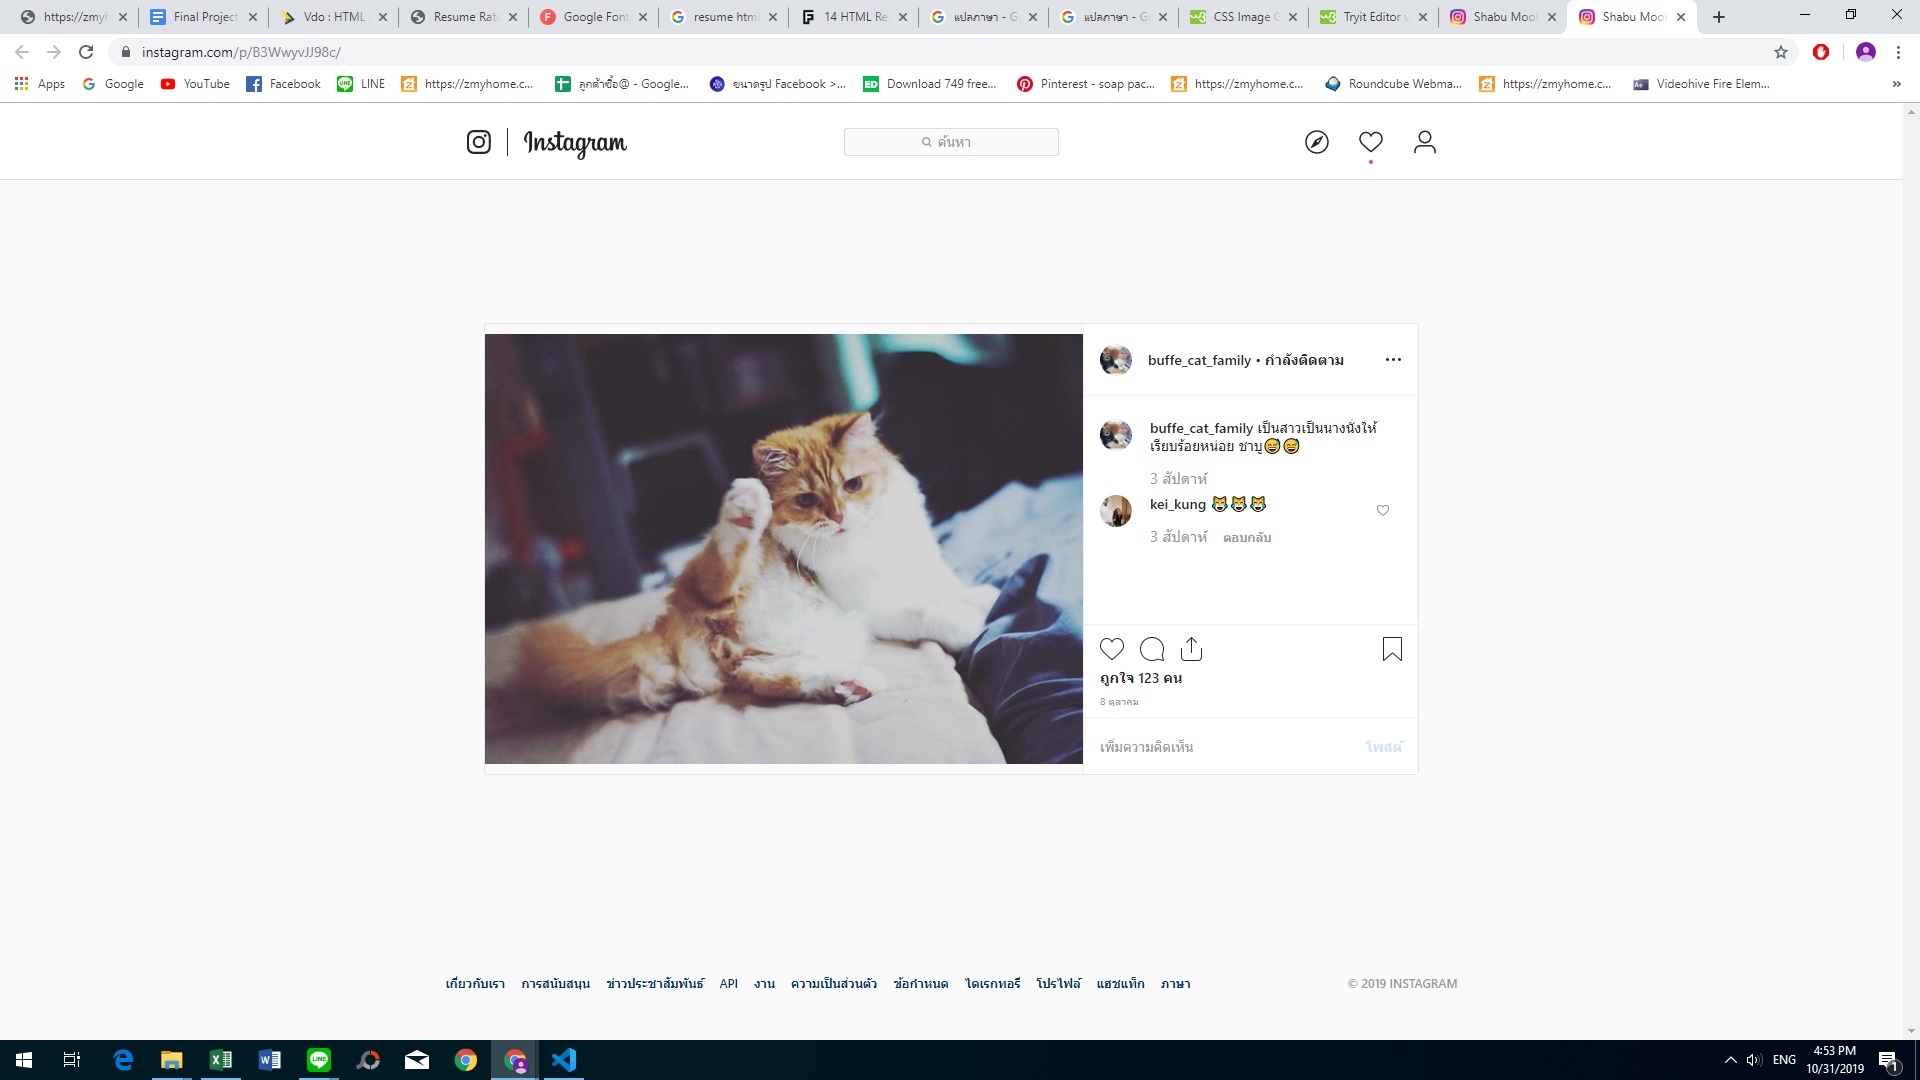 https://zmyh
Final Project
Vdo : HTML
Resume Rat
Google Font
resume html
14 HTML Re
แปลภาษา - G
แปลภาษา - G
CSS Image G
Tryit Editor v
Shabu Mook
Shabu Mook
instagram.com/p/B3WwyvJJ98c/
Apps
Google
YouTube
Facebook
LINE
https://zmyhome.c...
ลูกค้าซื้อ@ - Google...
ขนาดรูป Facebook >...
Download 749 free...
Pinterest - soap pac...
https://zmyhome.c...
Roundcube Webma...
https://zmyhome.c...
Videohive Fire Elem...
Instagram
ค้นหา
buffe_cat_family • กำลังติดตาม
buffe_cat_family เป็นสาวเป็นนางนั่งให้
เรียบร้อยหน่อย ชาบู😅😅
3 สัปดาห์
kei_kung 😹😹😹
3 สัปดาห์ ตอบกลับ
ถูกใจ 123 คน
8 ตุลาคม
เพิ่มความคิดเห็น
โพสต์
เกี่ยวกับเรา การสนับสนุน ข่าวประชาสัมพันธ์ API งาน ความเป็นส่วนตัว ข้อกำหนด ไดเรกทอรี โปรไฟล์ แฮชแท็ก ภาษา
© 2019 INSTAGRAM
ENG
4:53 PM
10/31/2019
1